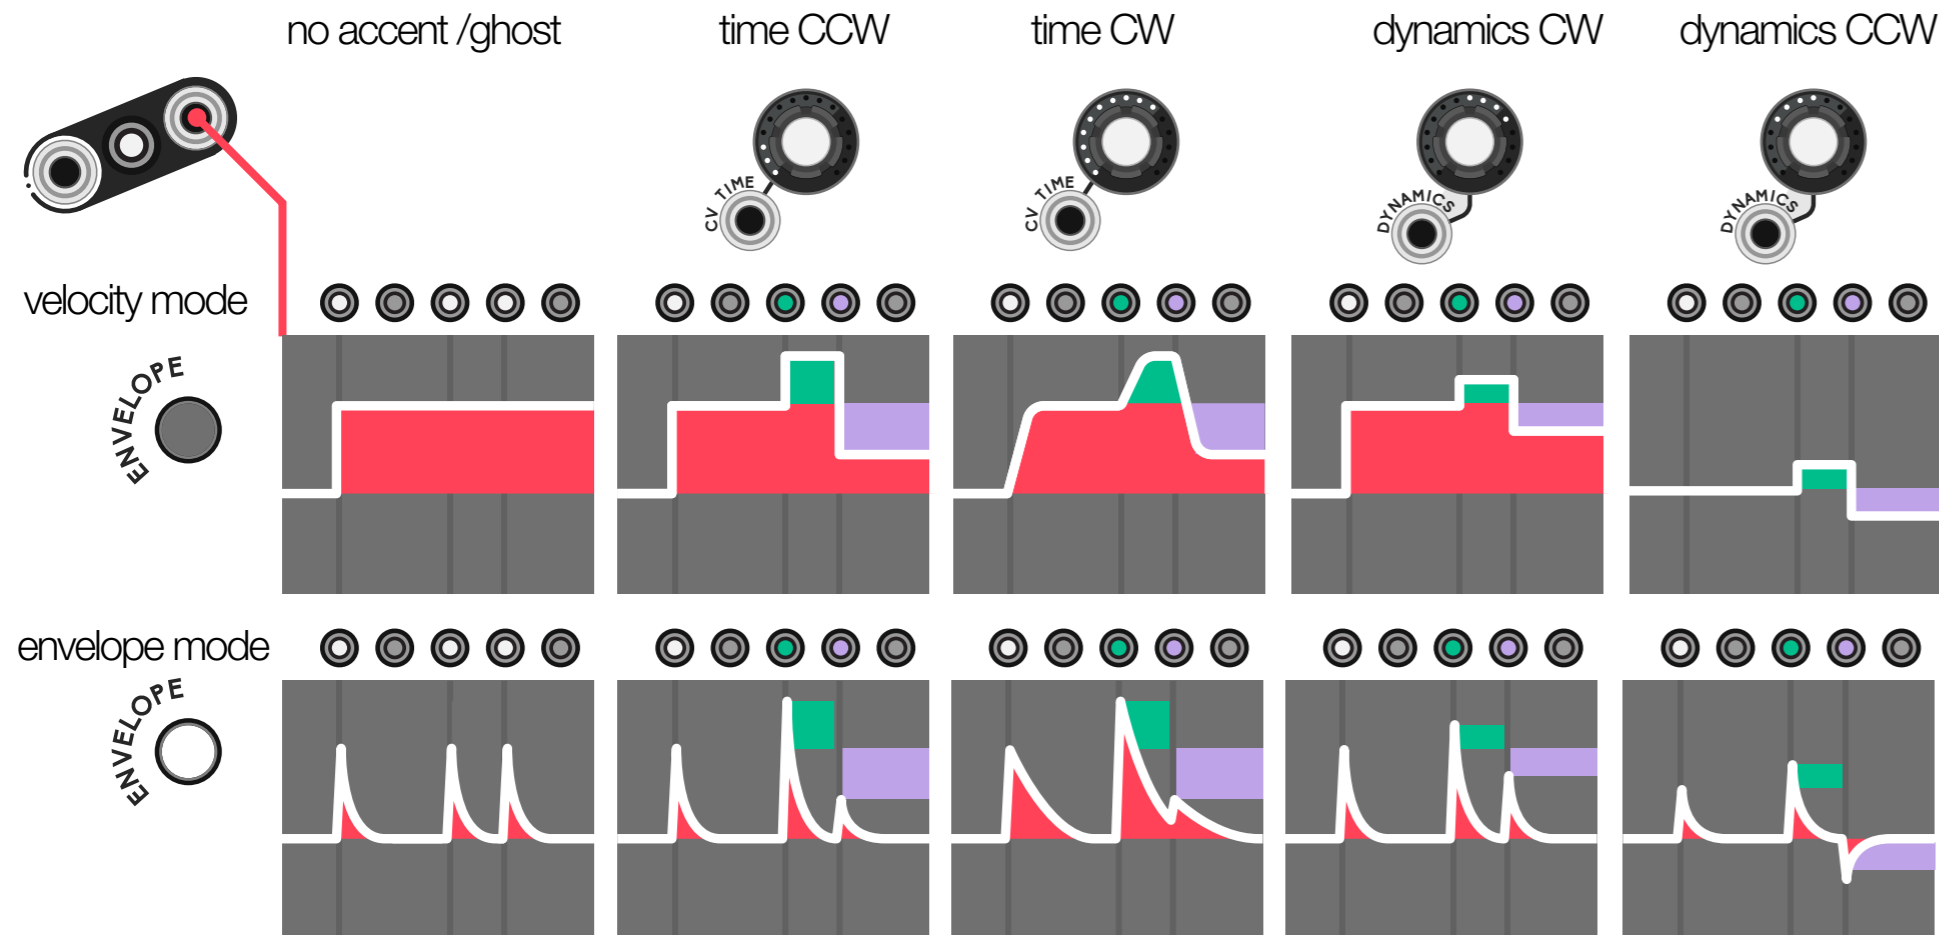 no accent /ghost
time CCW
time CW
dynamics CW
dynamics CCW
CV TIME
CV TIME
DYNAMICS
DYNAMICS
velocity mode
ENVELOPE
envelope mode
ENVELOPE